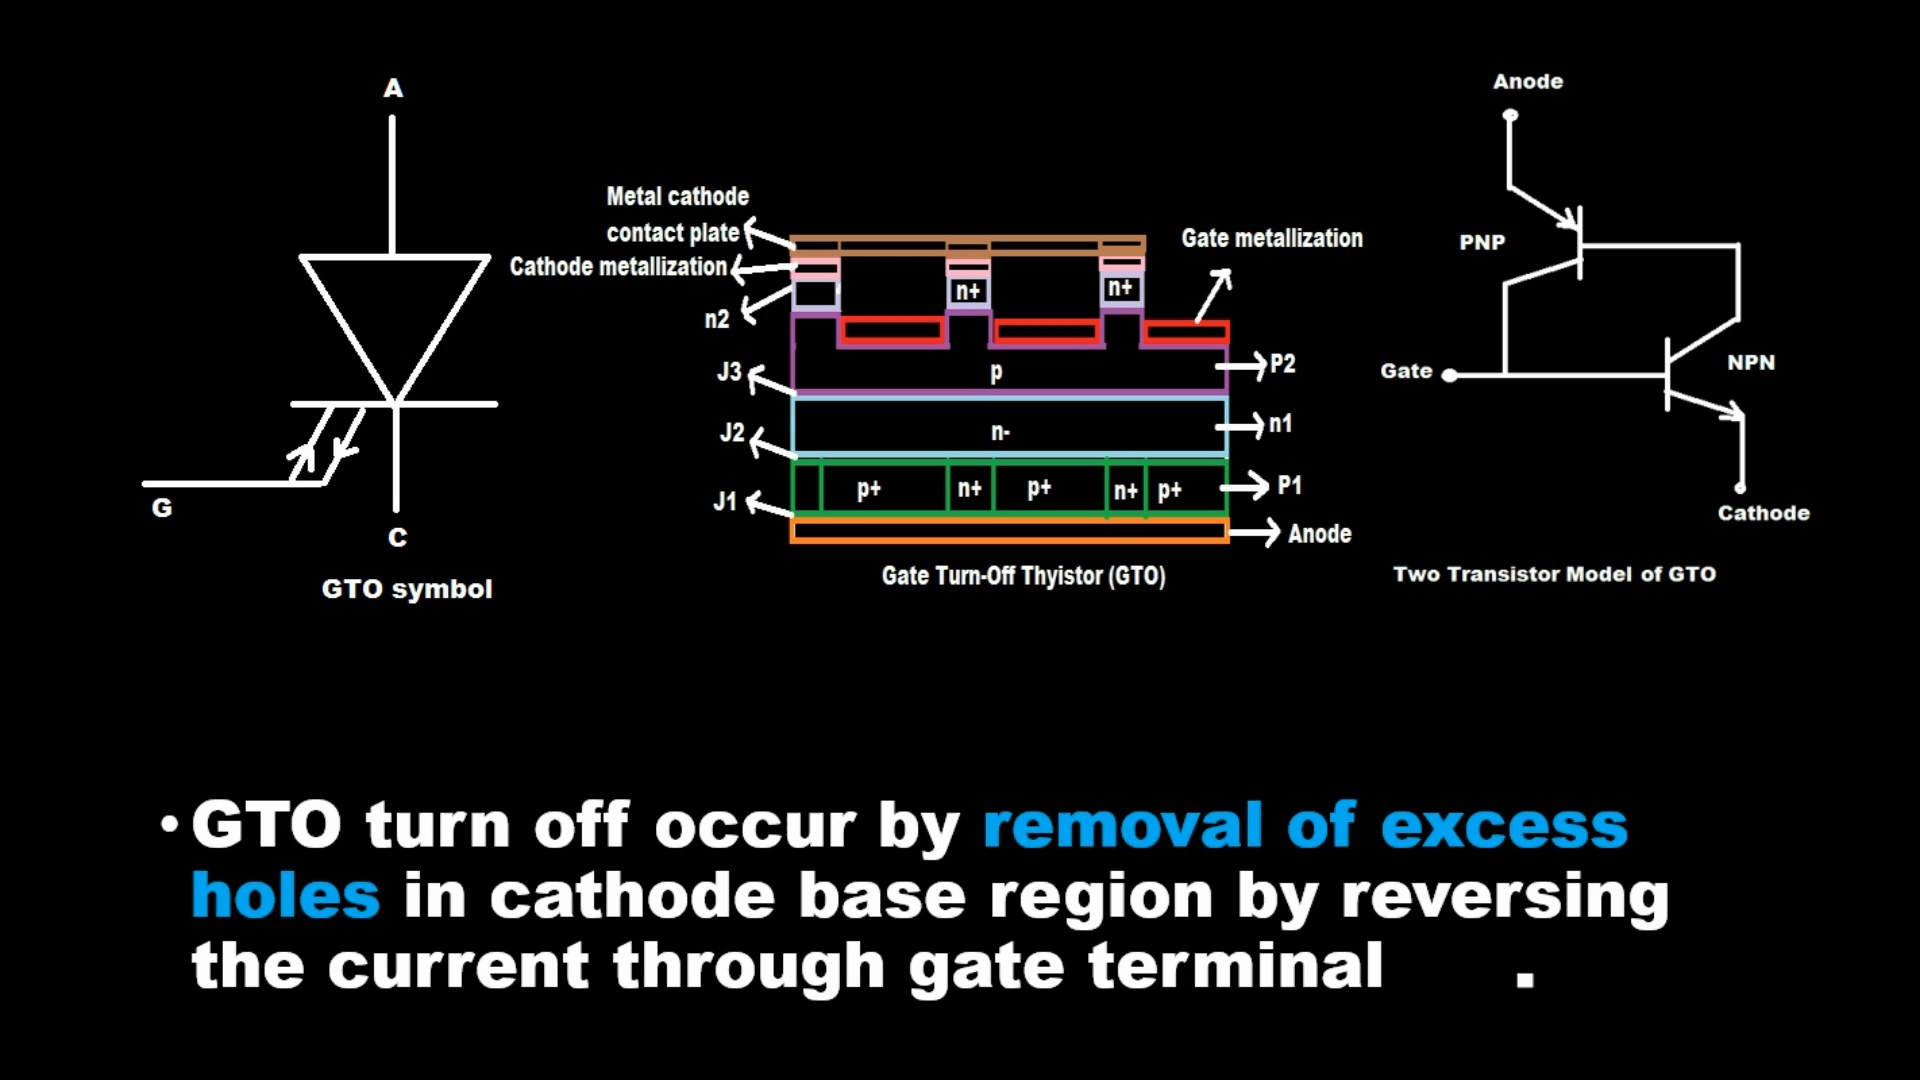 A
G
C
GTO symbol
Metal cathode
contact plate
Cathode metallization
n2
J3
J2
J1
n+
n+
Gate metallization
p
P2
n-
n1
p+
n+
p+
n+
p+
P1
Anode
Gate Turn-Off Thyistor (GTO)
Anode
PNP
Gate
NPN
Cathode
Two Transistor Model of GTO
• GTO turn off occur by removal of excess
holes in cathode base region by reversing
the current through gate terminal .